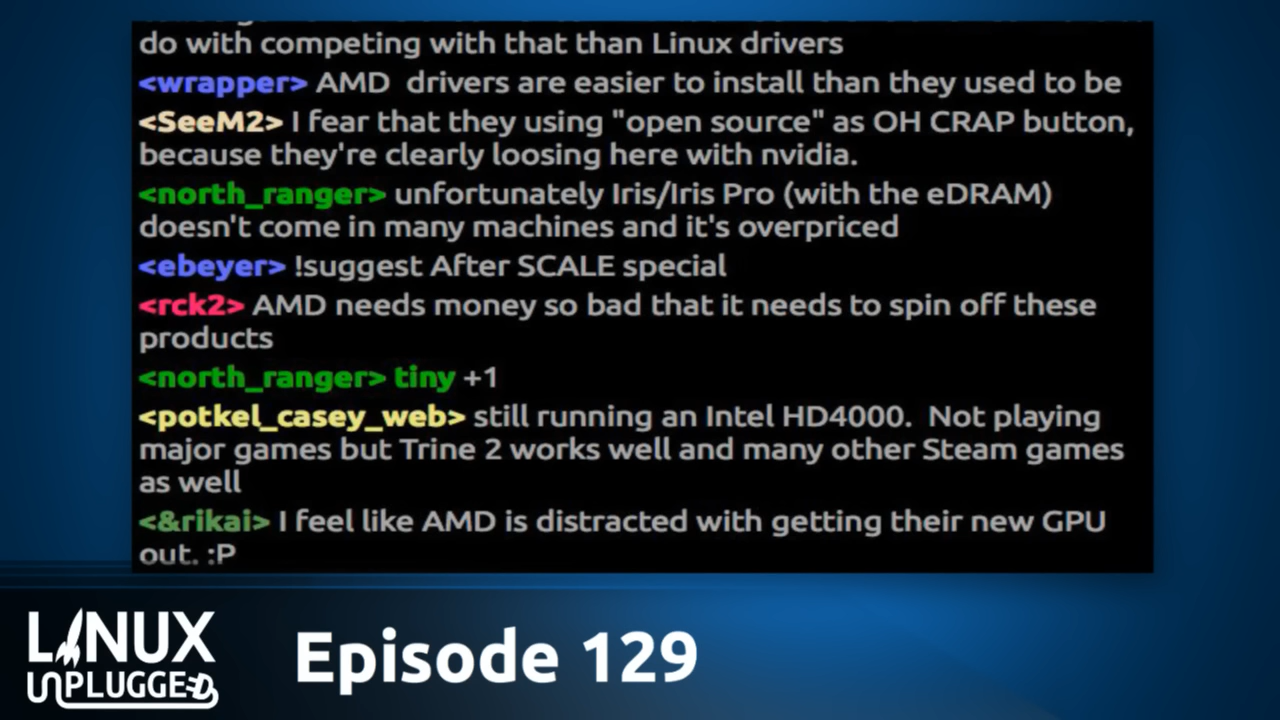 do with competing with that than Linux drivers
<wrapper> AMD  drivers are easier to install than they used to be
<SeeM2> I fear that they using "open source" as OH CRAP button,
because they're clearly loosing here with nvidia.
<north_ranger> unfortunately Iris/Iris Pro (with the eDRAM)
doesn't come in many machines and it's overpriced
<ebeyer> !suggest After SCALE special
<rck2> AMD needs money so bad that it needs to spin off these
products
<north_ranger> tiny +1
<potkel_casey_web> still running an Intel HD4000.  Not playing
major games but Trine 2 works well and many other Steam games
as well
<&rikai> I feel like AMD is distracted with getting their new GPU
out. :P
LINUX
UNPLUGGED
Episode 129